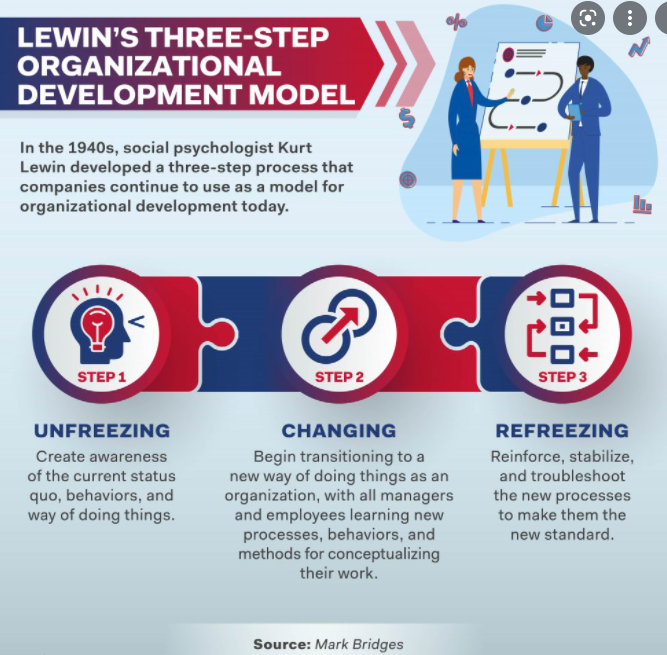 LEWIN'S THREE-STEP
ORGANIZATIONAL
DEVELOPMENT MODEL
In the 1940s, social psychologist Kurt
Lewin developed a three-step process that
companies continue to use as a model for
organizational development today.
STEP 1
UNFREEZING
Create awareness
of the current status
quo, behaviors, and
way of doing things.
STEP 2
CHANGING
Begin transitioning to a
new way of doing things as an
organization, with all managers
and employees learning new
processes, behaviors, and
methods for conceptualizing
their work.
STEP 3
REFREEZING
Reinforce, stabilize,
and troubleshoot
the new processes
to make them the
new standard.
Source: Mark Bridges